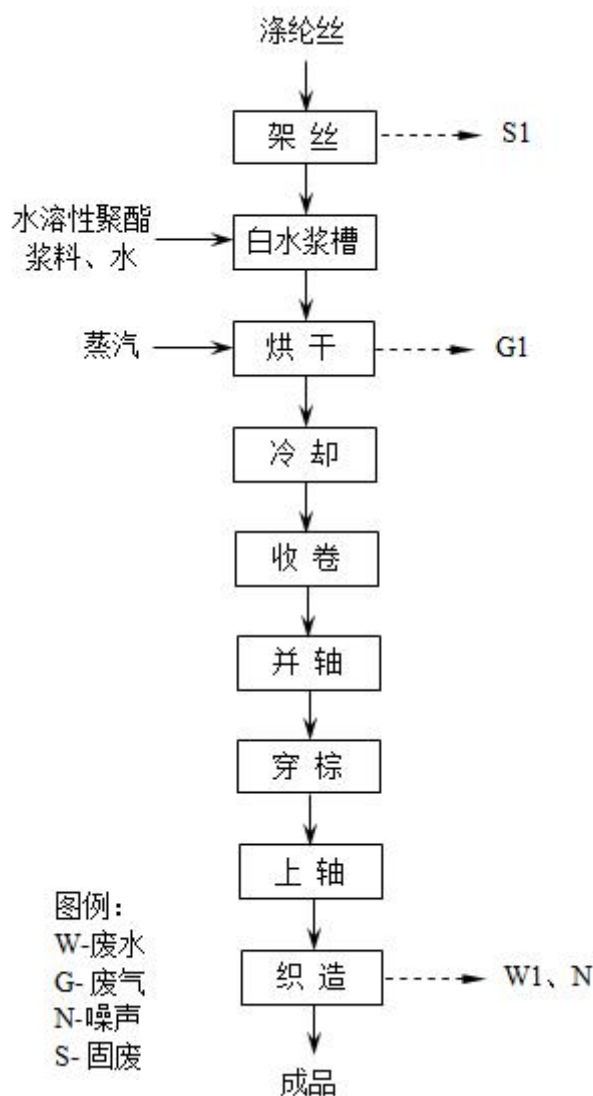 涤纶丝
架 丝
S1
水溶性聚酯
浆料、水
白水浆槽
蒸汽
烘 干
G1
冷 却
收 卷
并 轴
穿 棕
上 轴
织 造
W1、N
成品
图例：
W-废水
G- 废气
N-噪声
S- 固废